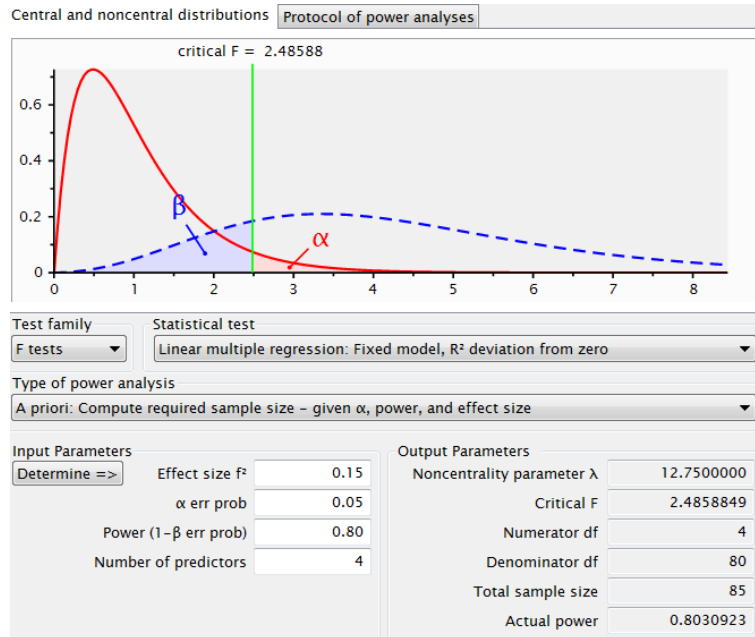 Central and noncentral distributions Protocol of power analyses
critical F = 2.48588
0.6
0.4
0.2
0
β
α
0 1 2 3 4 5 6 7 8
Test family Statistical test
F tests Linear multiple regression: Fixed model, R² deviation from zero
Type of power analysis
A priori: Compute required sample size – given α, power, and effect size
Input Parameters Output Parameters
Determine => Effect size f² 0.15 Noncentrality parameter λ 12.7500000
α err prob 0.05 Critical F 2.4858849
Power (1-β err prob) 0.80 Numerator df 4
Number of predictors 4 Denominator df 80
Total sample size 85
Actual power 0.8030923